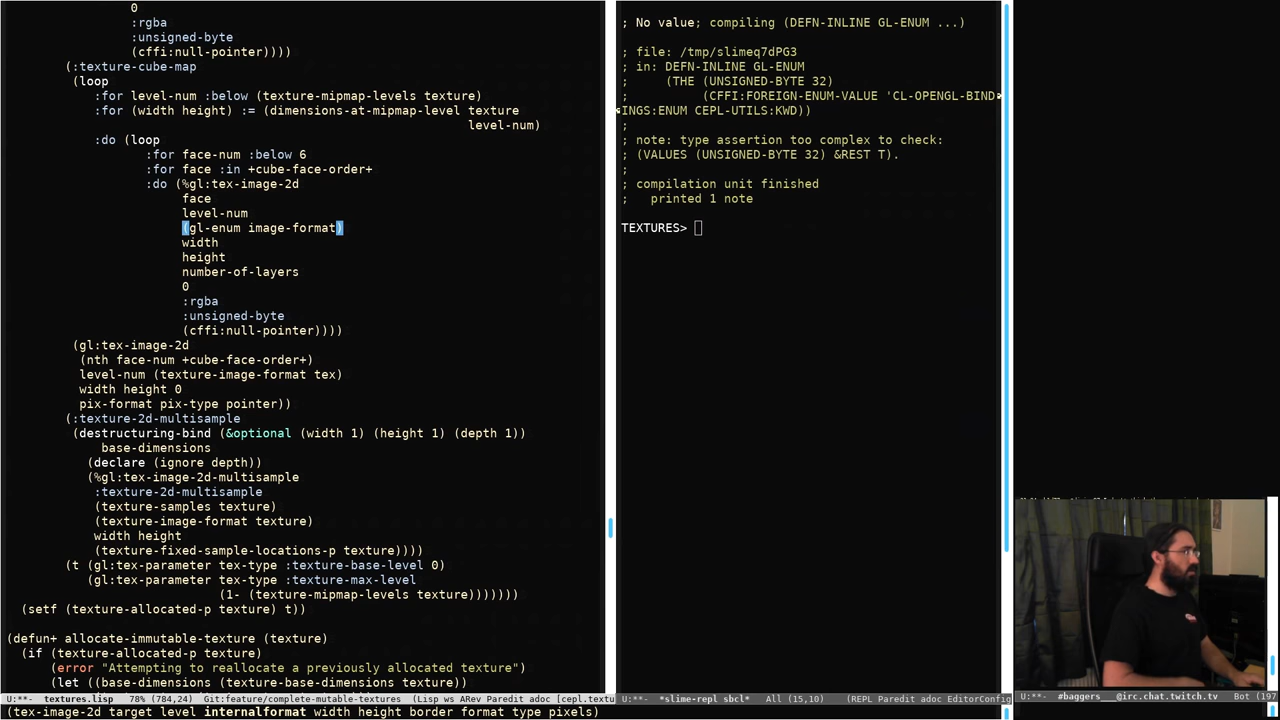 0
:rgba
:unsigned-byte
(cffi:null-pointer))))
(:texture-cube-map
(loop
:for level-num :below (texture-mipmap-levels texture)
:for (width height) := (dimensions-at-mipmap-level texture
level-num)
:do (loop
:for face-num :below 6
:for face :in +cube-face-order+
:do (%gl:tex-image-2d
face
level-num
(gl-enum image-format)
width
height
number-of-layers
0
:rgba
:unsigned-byte
(cffi:null-pointer))))
(gl:tex-image-2d
(nth face-num +cube-face-order+)
level-num (texture-image-format tex)
width height 0
pix-format pix-type pointer))
(:texture-2d-multisample
(destructuring-bind (&optional (width 1) (height 1) (depth 1))
base-dimensions
(declare (ignore depth))
(%gl:tex-image-2d-multisample
:texture-2d-multisample
(texture-samples texture)
(texture-image-format texture)
width height
(texture-fixed-sample-locations-p texture))))
(t (gl:tex-parameter tex-type :texture-base-level 0)
(gl:tex-parameter tex-type :texture-max-level
(1- (texture-mipmap-levels texture)))))))
(setf (texture-allocated-p texture) t))
(defun+ allocate-immutable-texture (texture)
(if (texture-allocated-p texture)
(error "Attempting to reallocate a previously allocated texture")
(let ((base-dimensions (texture-base-dimensions texture))
U:**- textures.lisp 78% (784,24) Git:feature/complete-mutable-textures (Lisp ws ARev Paredit adoc [cepl.textu
(tex-image-2d target level internalformat width height border format type pixels)
; No value; compiling (DEFN-INLINE GL-ENUM ...)
; file: /tmp/slimeq7dPG3
; in: DEFN-INLINE GL-ENUM
; (THE (UNSIGNED-BYTE 32)
; (CFFI:FOREIGN-ENUM-VALUE 'CL-OPENGL-BIND
INGS:ENUM CEPL-UTILS:KWD))
;
; note: type assertion too complex to check:
; (VALUES (UNSIGNED-BYTE 32) &REST T).
;
; compilation unit finished
; printed 1 note
TEXTURES>
U:**- *slime-repl sbcl* All (15,10) (REPL Paredit adoc EditorConfig
U:**- #baggers__ @irc.chat.twitch.tv Bot (197